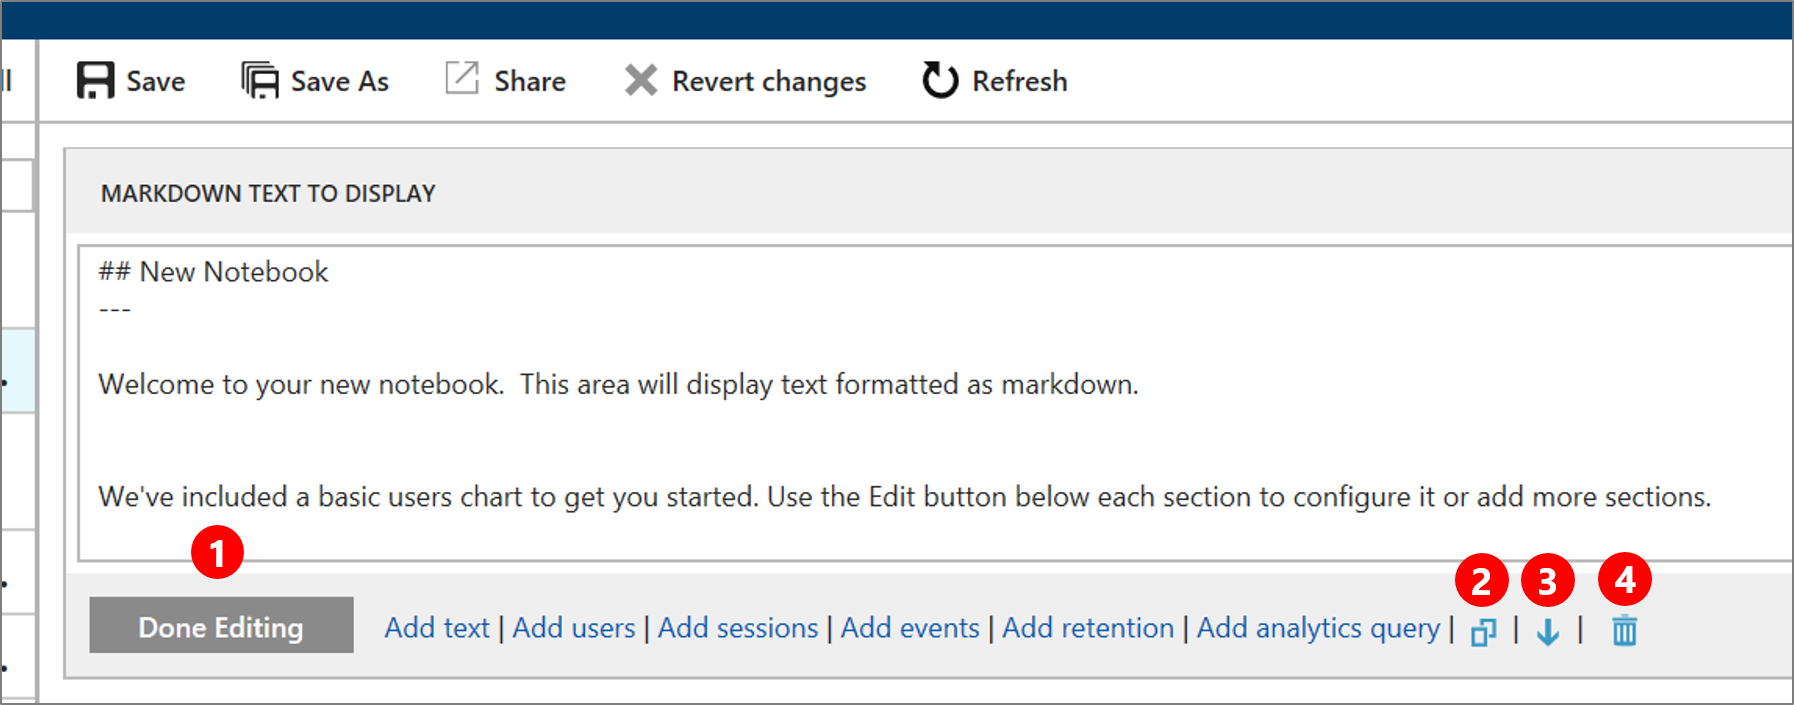 Save Save As Share Revert changes Refresh
MARKDOWN TEXT TO DISPLAY
## New Notebook
---
Welcome to your new notebook.  This area will display text formatted as markdown.
We've included a basic users chart to get you started. Use the Edit button below each section to configure it or add more sections.
1
2 3 4
Done Editing Add text | Add users | Add sessions | Add events | Add retention | Add analytics query | | |